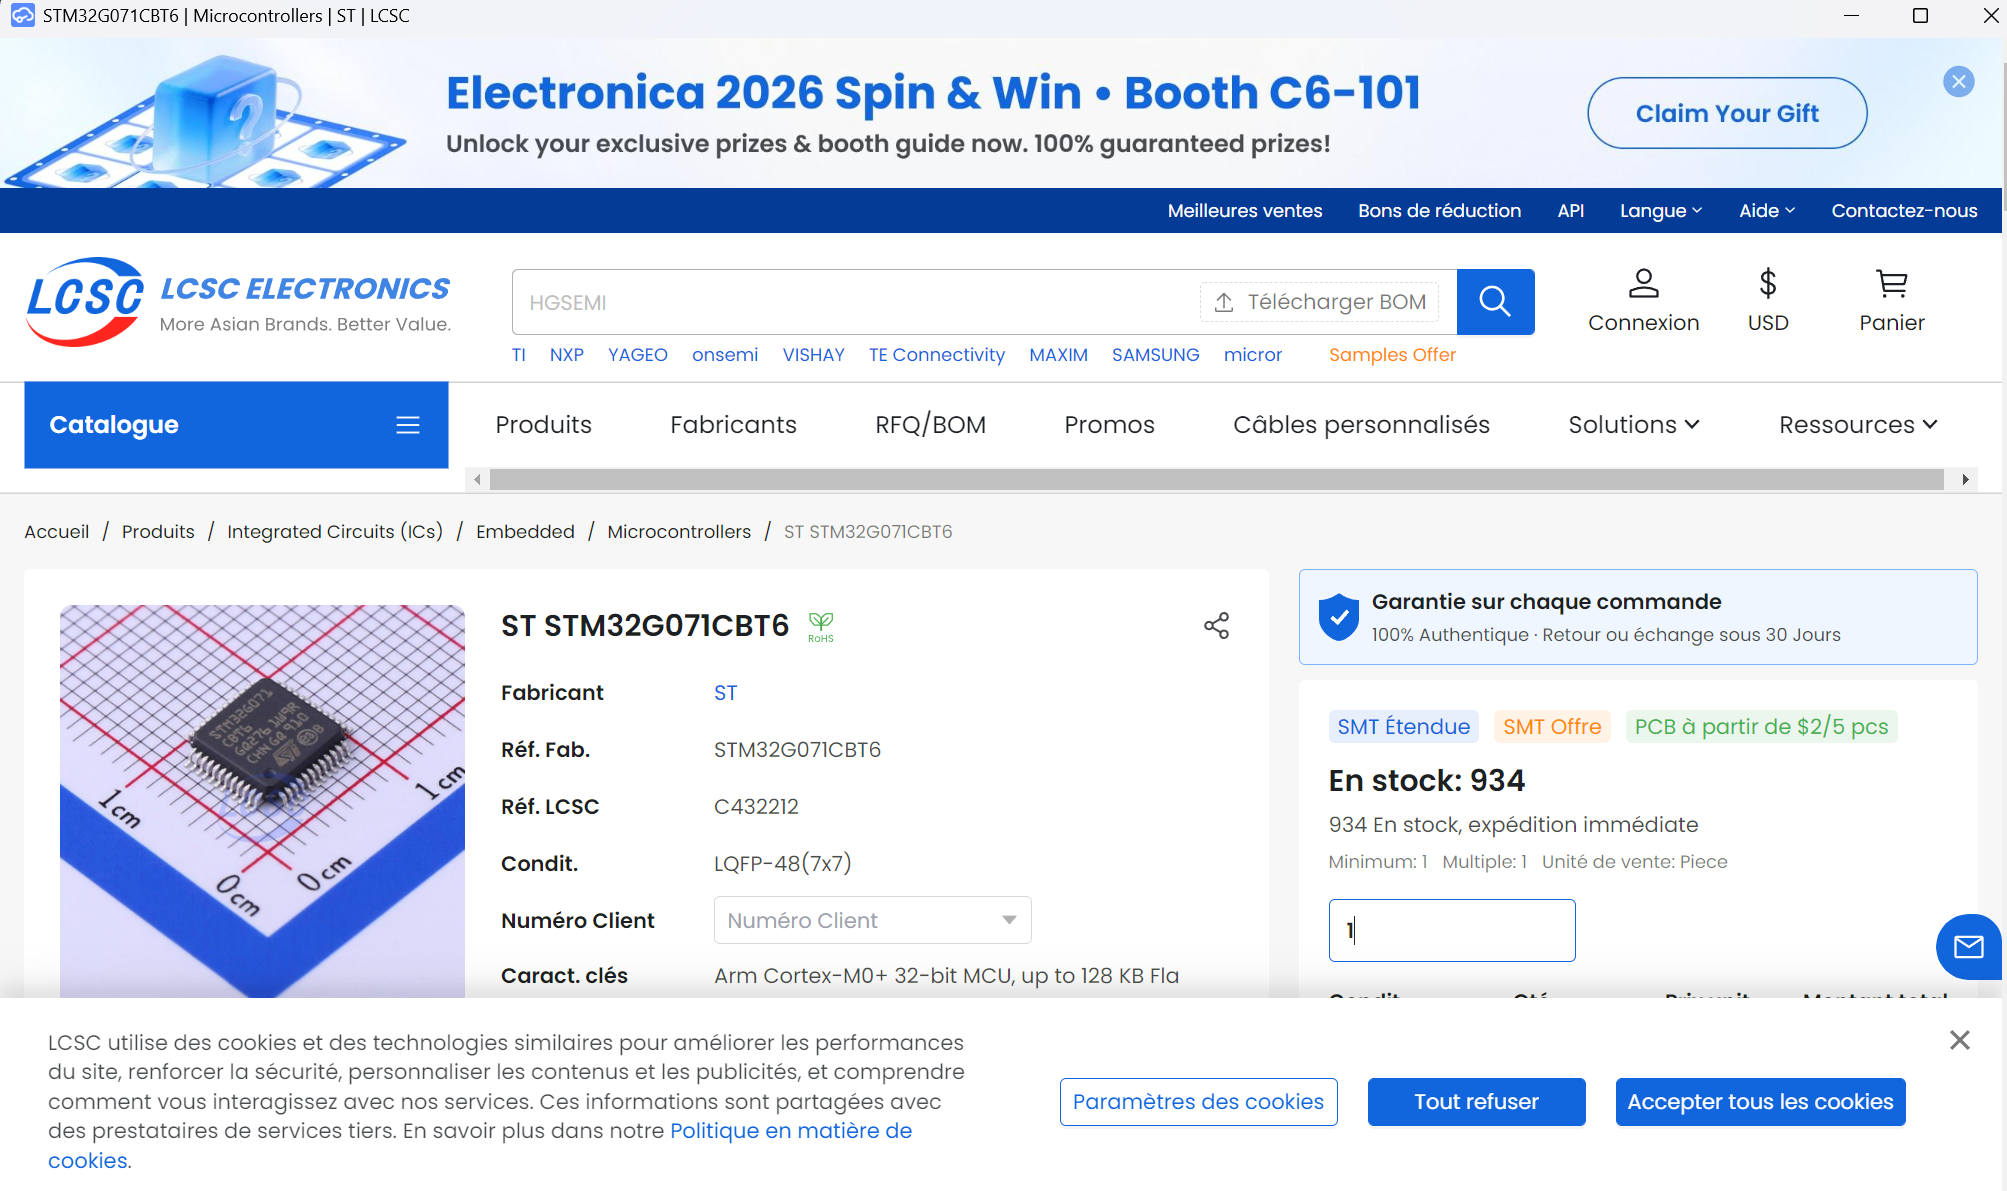 STM32G071CBT6 | Microcontrollers | ST | LCSC
Electronica 2026 Spin & Win • Booth C6-101
Unlock your exclusive prizes & booth guide now. 100% guaranteed prizes!
Claim Your Gift
Meilleures ventes
Bons de réduction
API
Langue
Aide
Contactez-nous
LCSC
LCSC ELECTRONICS
More Asian Brands. Better Value.
HGSEMI
Télécharger BOM
Connexion
$
USD
Panier
TI NXP YAGEO onsemi VISHAY TE Connectivity MAXIM SAMSUNG micror Samples Offer
Catalogue
Produits
Fabricants
RFQ/BOM
Promos
Câbles personnalisés
Solutions
Ressources
Accueil / Produits / Integrated Circuits (ICs) / Embedded / Microcontrollers / ST STM32G071CBT6
STM32G071
CBT6
1cm
0cm
0cm
1cm
ST STM32G071CBT6
RoHS
Fabricant ST
Réf. Fab. STM32G071CBT6
Réf. LCSC C432212
Condit. LQFP-48(7x7)
Numéro Client Numéro Client
Caract. clés Arm Cortex-M0+ 32-bit MCU, up to 128 KB Fla
Garantie sur chaque commande
100% Authentique · Retour ou échange sous 30 Jours
SMT Étendue SMT Offre PCB à partir de $2/5 pcs
En stock: 934
934 En stock, expédition immédiate
Minimum: 1 Multiple: 1 Unité de vente: Piece
1
LCSC utilise des cookies et des technologies similaires pour améliorer les performances
du site, renforcer la sécurité, personnaliser les contenus et les publicités, et comprendre
comment vous interagissez avec nos services. Ces informations sont partagées avec
des prestataires de services tiers. En savoir plus dans notre Politique en matière de
cookies.
Paramètres des cookies
Tout refuser
Accepter tous les cookies